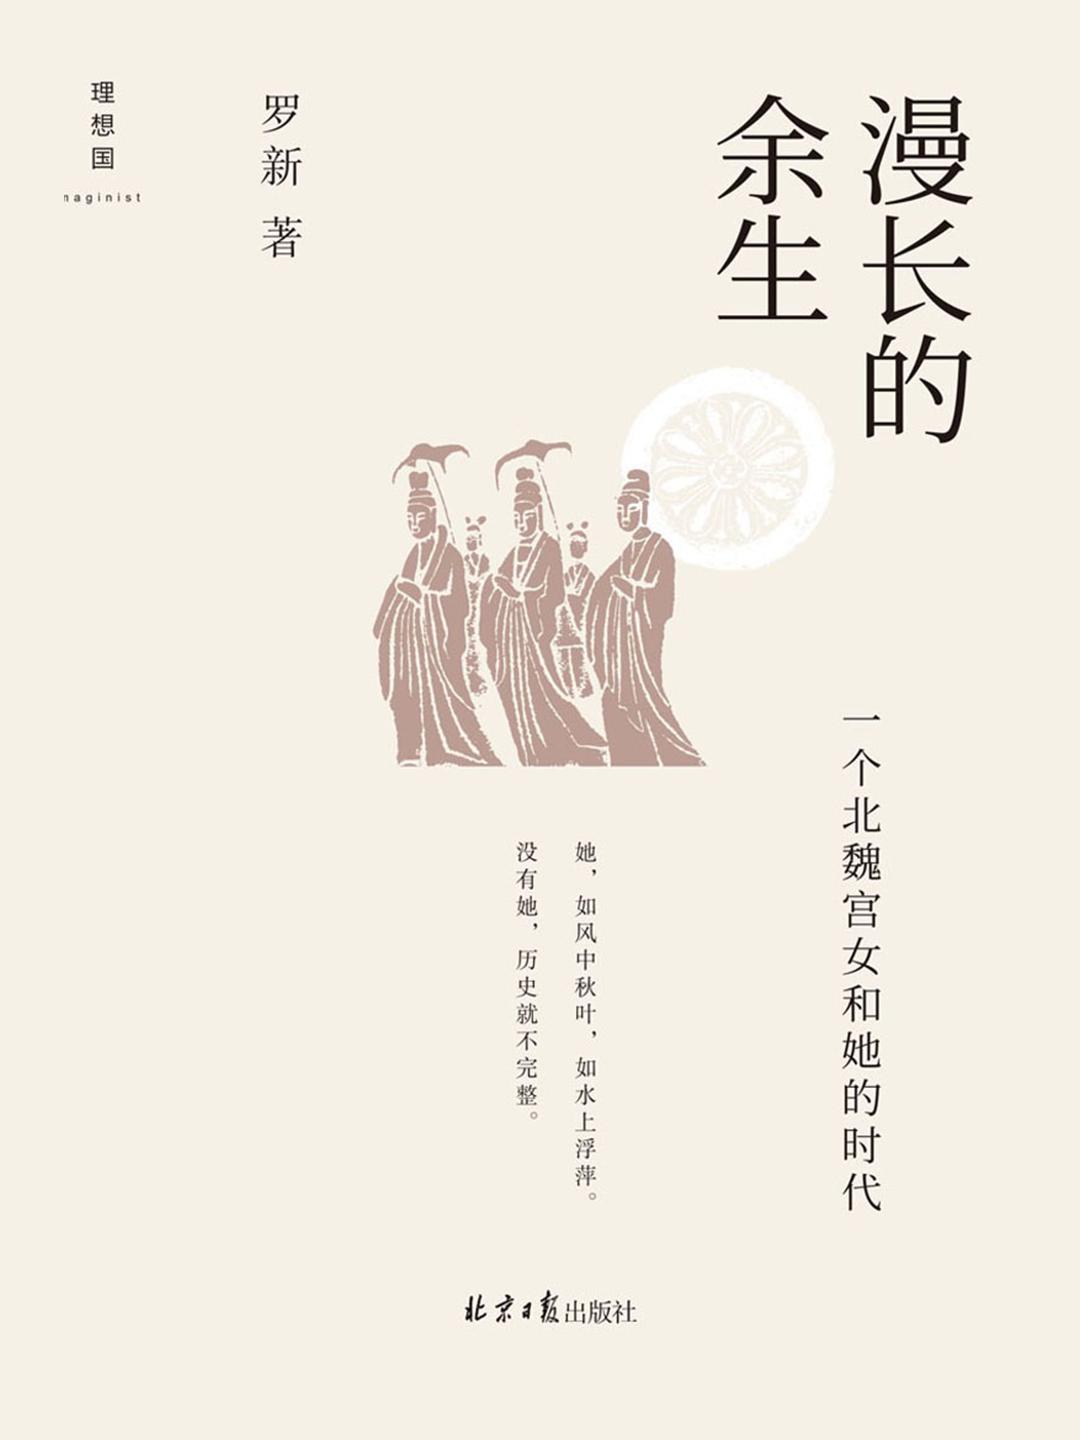 漫长的
余生
一个北魏宫女和她的时代
她，如风中秋叶，如水上浮萍。
没有她，历史就不完整。
罗新 著
理想国
naginist
北京日报出版社